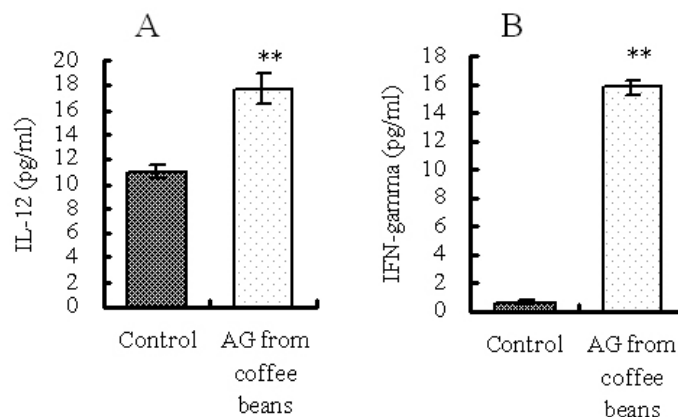 A
IL-12 (pg/ml)
20
18
16
14
12
10
8
6
4
2
0
**
Control
AG from
coffee
beans
B
IFN-gamma (pg/ml)
18
16
14
12
10
8
6
4
2
0
**
Control
AG from
coffee
beans